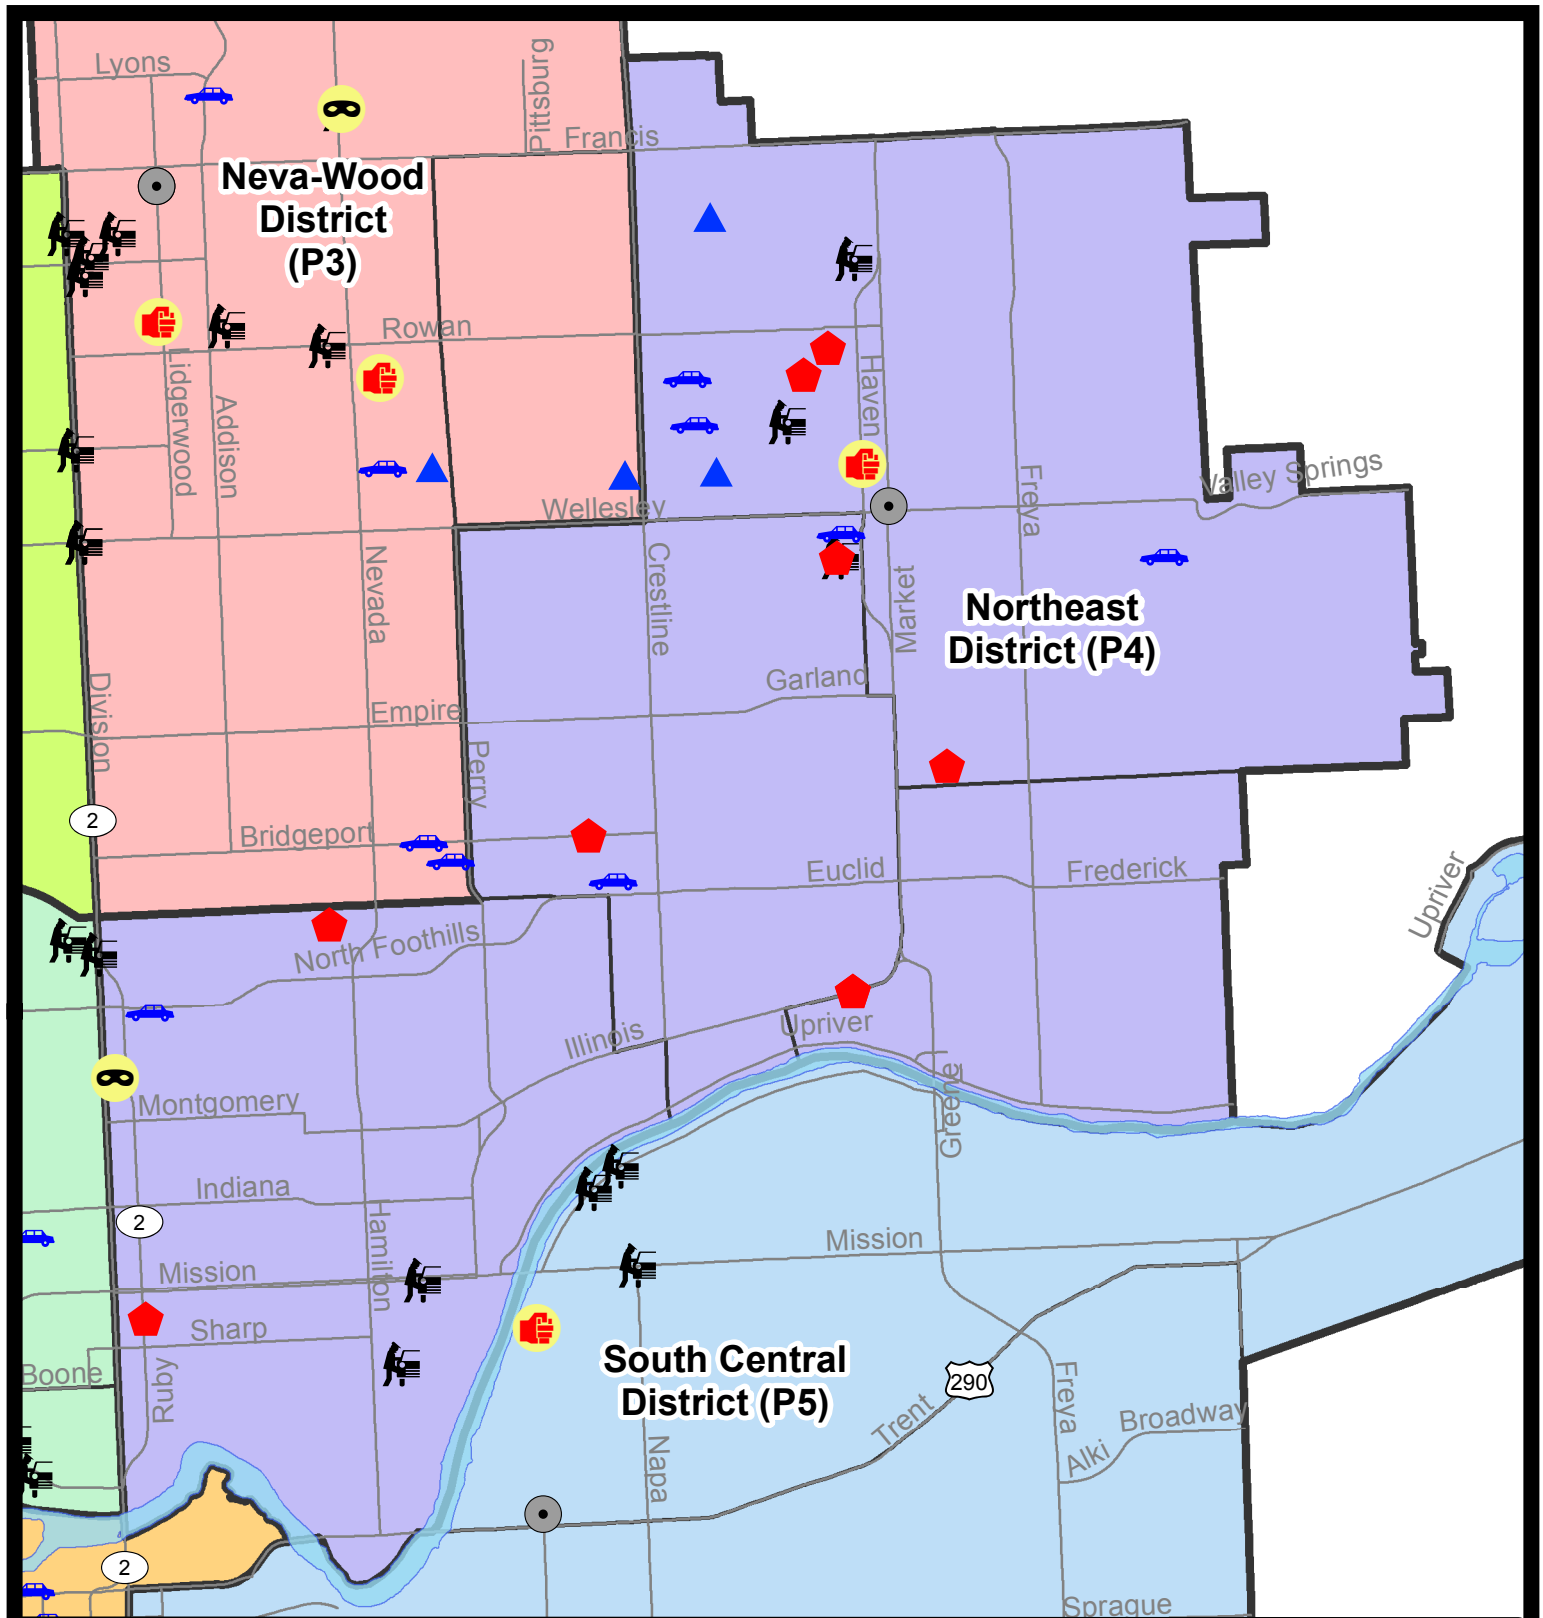 Lyons
Pittsburg
Francis
Neva-Wood
District
(P3)
Rowan
Haven
Lidgerwood
Addison
Wellesley
Valley Springs
Freya
Nevada
Crestline
Market
Northeast
District (P4)
Garland
Division
Empire
Perry
2
Bridgeport
Euclid
Frederick
Upriver
North Foothills
Illinois
Upriver
Greene
Montgomery
Indiana
2
Hamilton
Mission
Mission
Sharp
Boone
Ruby
South Central
District (P5)
290
Trent
Freya
Broadway
Alki
Napa
2
Sprague